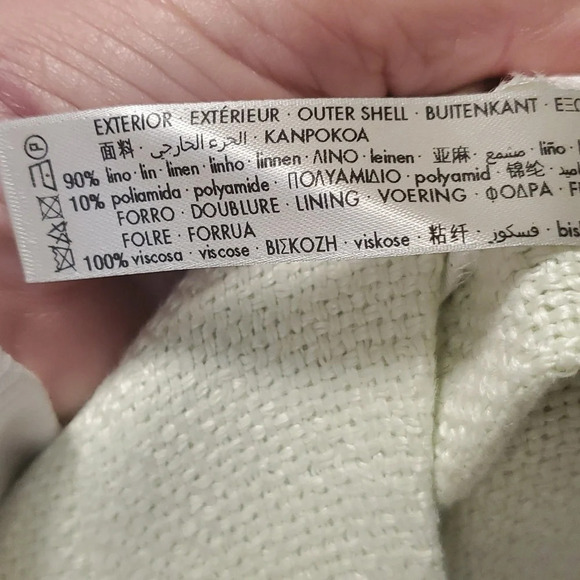 EXTERIOR · EXTÉRIEUR · OUTER SHELL · BUITENKANT ·
面料 · الجزء الخارجي · KANPOKOA
90% lino · lin · linen · linho · linnen · ΛΙΝΟ · leinen · 亚麻 · مشمع · liño ·
10% poliamida · polyamide · ΠΟΛΥΑΜΙΔΙΟ · polyamid · 锦纶 ·
FORRO · DOUBLURE · LINING · VOERING · ΦΟΔΡΑ ·
FOLRE · FORRUA
100% viscosa · viscose · ΒΙΣΚΟΖΗ · viskose · 粘纤 · فسكوز ·
P